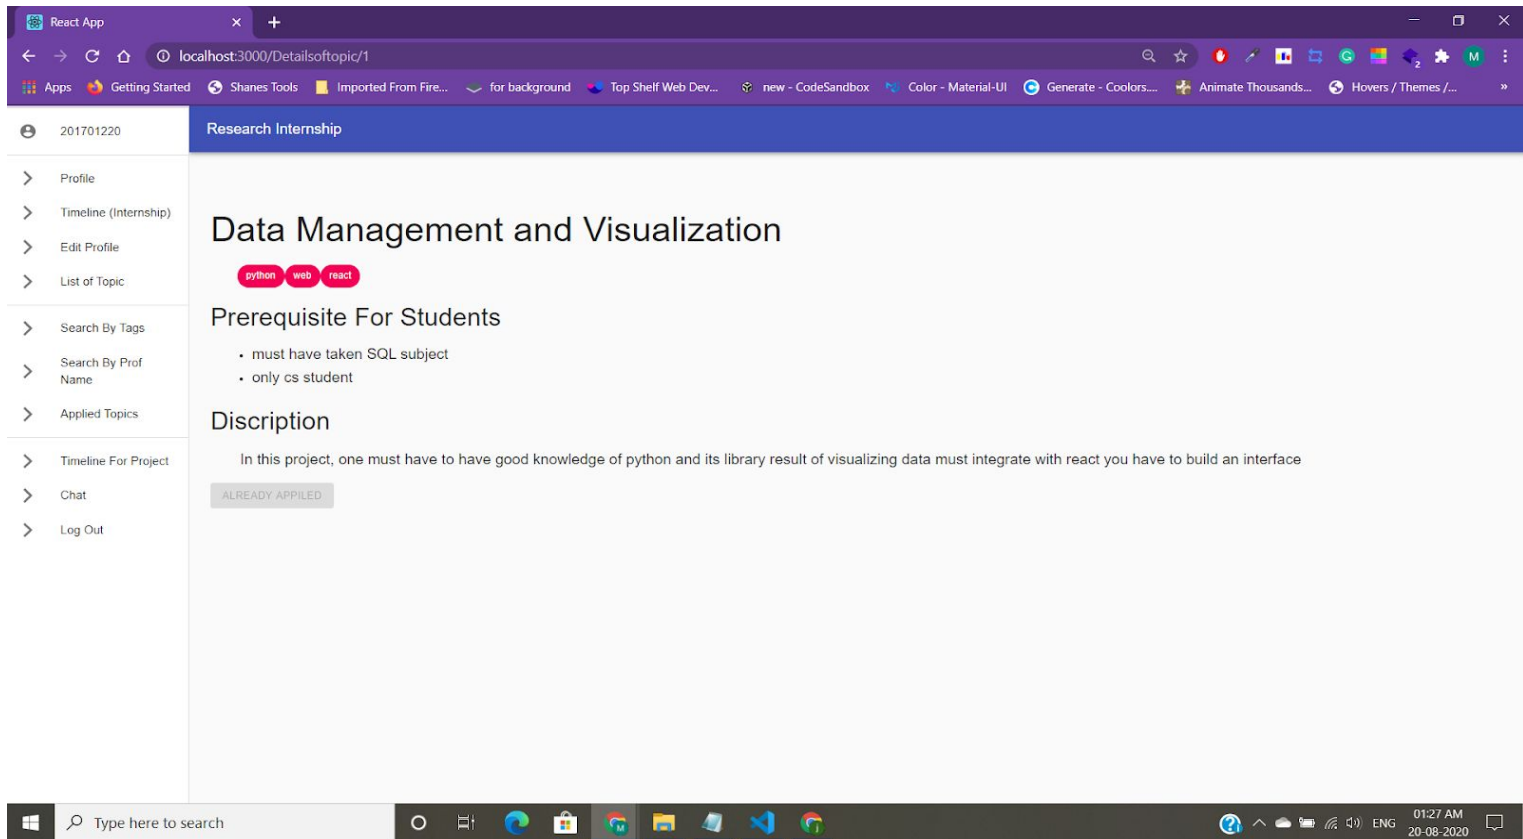 React App
localhost:3000/Detailsoftopic/1
M
2
Apps Getting Started Shanes Tools Imported From Fire... for background Top Shelf Web Dev... new - CodeSandbox Color - Material-UI Generate - Coolors.... Animate Thousands... Hovers / Themes /... »
201701220
Research Internship
Profile
Timeline (Internship)
Edit Profile
List of Topic
Search By Tags
Search By Prof
Name
Applied Topics
Timeline For Project
Chat
Log Out
Data Management and Visualization
python web react
Prerequisite For Students
• must have taken SQL subject
• only cs student
Discription
In this project, one must have to have good knowledge of python and its library result of visualizing data must integrate with react you have to build an interface
ALREADY APPILED
Type here to search
ENG
01:27 AM
20-08-2020